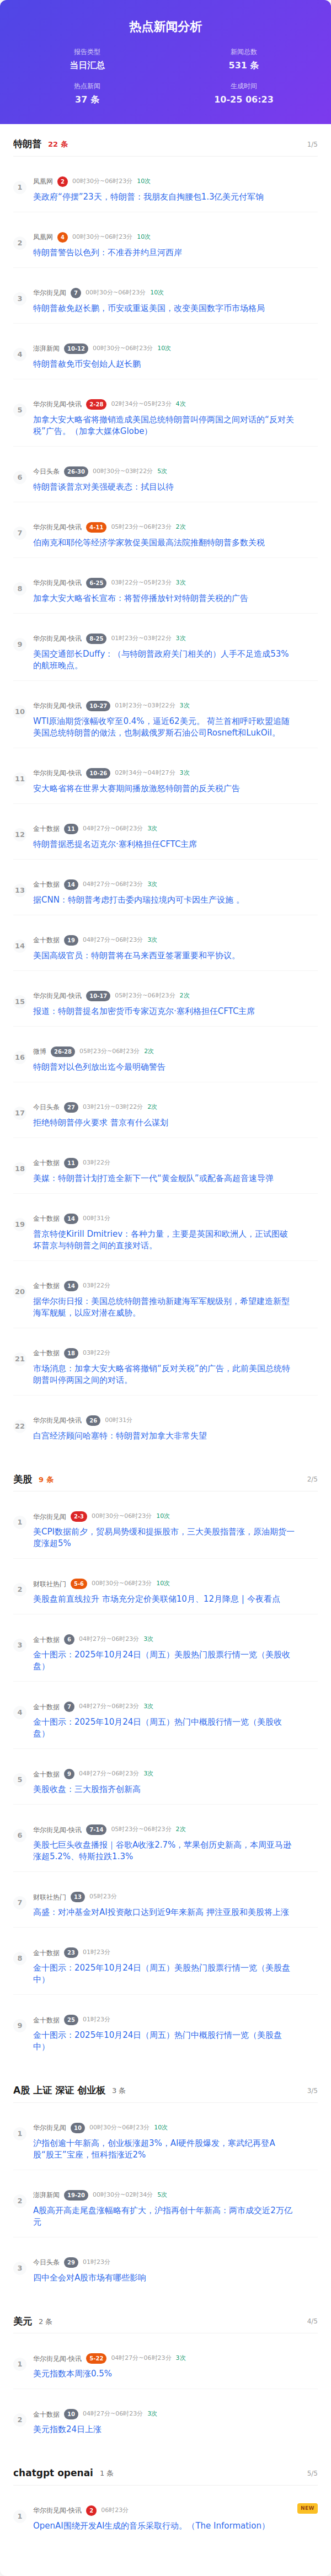 热点新闻分析
报告类型
新闻总数
当日汇总
531 条
热点新闻
生成时间
37 条
10-25 06:23
特朗普 22 条 1/5
1
凤凰网 2 00时30分~06时23分 10次
美政府“停摆”23天，特朗普：我朋友自掏腰包1.3亿美元付军饷
2
凤凰网 4 00时30分~06时23分 10次
特朗普警告以色列：不准吞并约旦河西岸
3
华尔街见闻 7 00时30分~06时23分 10次
特朗普赦免赵长鹏，币安或重返美国，改变美国数字货币市场格局
4
澎湃新闻 10-12 00时30分~06时23分 10次
特朗普赦免币安创始人赵长鹏
5
华尔街见闻-快讯 2-28 02时34分~05时23分 4次
加拿大安大略省将撤销造成美国总统特朗普叫停两国之间对话的“反对关
税”广告。（加拿大媒体Globe）
6
今日头条 26-30 00时30分~03时22分 5次
特朗普谈普京对美强硬表态：拭目以待
7
华尔街见闻-快讯 4-11 05时23分~06时23分 2次
伯南克和耶伦等经济学家敦促美国最高法院推翻特朗普多数关税
8
华尔街见闻-快讯 6-25 03时22分~05时23分 3次
加拿大安大略省长宣布：将暂停播放针对特朗普关税的广告
9
华尔街见闻-快讯 8-25 01时23分~03时22分 3次
美国交通部长Duffy：（与特朗普政府关门相关的）人手不足造成53%
的航班晚点。
10
华尔街见闻-快讯 10-27 01时23分~03时22分 3次
WTI原油期货涨幅收窄至0.4%，逼近62美元。 荷兰首相呼吁欧盟追随
美国总统特朗普的做法，也制裁俄罗斯石油公司Rosneft和LukOil。
11
华尔街见闻-快讯 10-26 02时34分~04时27分 3次
安大略省将在世界大赛期间播放激怒特朗普的反关税广告
12
金十数据 11 04时27分~06时23分 3次
特朗普据悉提名迈克尔·塞利格担任CFTC主席
13
金十数据 14 04时27分~06时23分 3次
据CNN：特朗普考虑打击委内瑞拉境内可卡因生产设施 。
14
金十数据 19 04时27分~06时23分 3次
美国高级官员：特朗普将在马来西亚签署重要和平协议。
15
华尔街见闻-快讯 10-17 05时23分~06时23分 2次
报道：特朗普提名加密货币专家迈克尔·塞利格担任CFTC主席
16
微博 26-28 05时23分~06时23分 2次
特朗普对以色列放出迄今最明确警告
17
今日头条 27 03时21分~03时22分 2次
拒绝特朗普停火要求 普京有什么谋划
18
金十数据 11 03时22分
美媒：特朗普计划打造全新下一代“黄金舰队”或配备高超音速导弹
19
金十数据 14 00时31分
普京特使Kirill Dmitriev：各种力量，主要是英国和欧洲人，正试图破
坏普京与特朗普之间的直接对话。
20
金十数据 14 03时22分
据华尔街日报：美国总统特朗普推动新建海军军舰级别，希望建造新型
海军舰艇，以应对潜在威胁。
21
金十数据 18 03时22分
市场消息：加拿大安大略省将撤销“反对关税”的广告，此前美国总统特
朗普叫停两国之间的对话。
22
华尔街见闻-快讯 26 00时31分
白宫经济顾问哈塞特：特朗普对加拿大非常失望
美股 9 条 2/5
1
华尔街见闻 2-3 00时30分~06时23分 10次
美CPI数据前夕，贸易局势缓和提振股市，三大美股指普涨，原油期货一
度涨超5%
2
财联社热门 5-6 00时30分~06时23分 10次
美股盘前直线拉升 市场充分定价美联储10月、12月降息 | 今夜看点
3
金十数据 6 04时27分~06时23分 3次
金十图示：2025年10月24日（周五）美股热门股票行情一览（美股收
盘）
4
金十数据 7 04时27分~06时23分 3次
金十图示：2025年10月24日（周五）热门中概股行情一览（美股收
盘）
5
金十数据 9 04时27分~06时23分 3次
美股收盘：三大股指齐创新高
6
华尔街见闻-快讯 7-14 05时23分~06时23分 2次
美股七巨头收盘播报｜谷歌A收涨2.7%，苹果创历史新高，本周亚马逊
涨超5.2%、特斯拉跌1.3%
7
财联社热门 13 05时23分
高盛：对冲基金对AI投资敞口达到近9年来新高 押注亚股和美股将上涨
8
金十数据 23 01时23分
金十图示：2025年10月24日（周五）美股热门股票行情一览（美股盘
中）
9
金十数据 25 01时23分
金十图示：2025年10月24日（周五）热门中概股行情一览（美股盘
中）
A股 上证 深证 创业板 3 条 3/5
1
华尔街见闻 10 00时30分~06时23分 10次
沪指创逾十年新高，创业板涨超3%，AI硬件股爆发，寒武纪再登A
股”股王”宝座，恒科指涨近2%
2
澎湃新闻 19-20 00时30分~02时34分 5次
A股高开高走尾盘涨幅略有扩大，沪指再创十年新高：两市成交近2万亿
元
3
今日头条 29 01时23分
四中全会对A股市场有哪些影响
美元 2 条 4/5
1
华尔街见闻-快讯 5-22 04时27分~06时23分 3次
美元指数本周涨0.5%
2
金十数据 10 04时27分~06时23分 3次
美元指数24日上涨
chatgpt openai 1 条 5/5
1
华尔街见闻-快讯 2 06时23分 NEW
OpenAI围绕开发AI生成的音乐采取行动。（The Information）